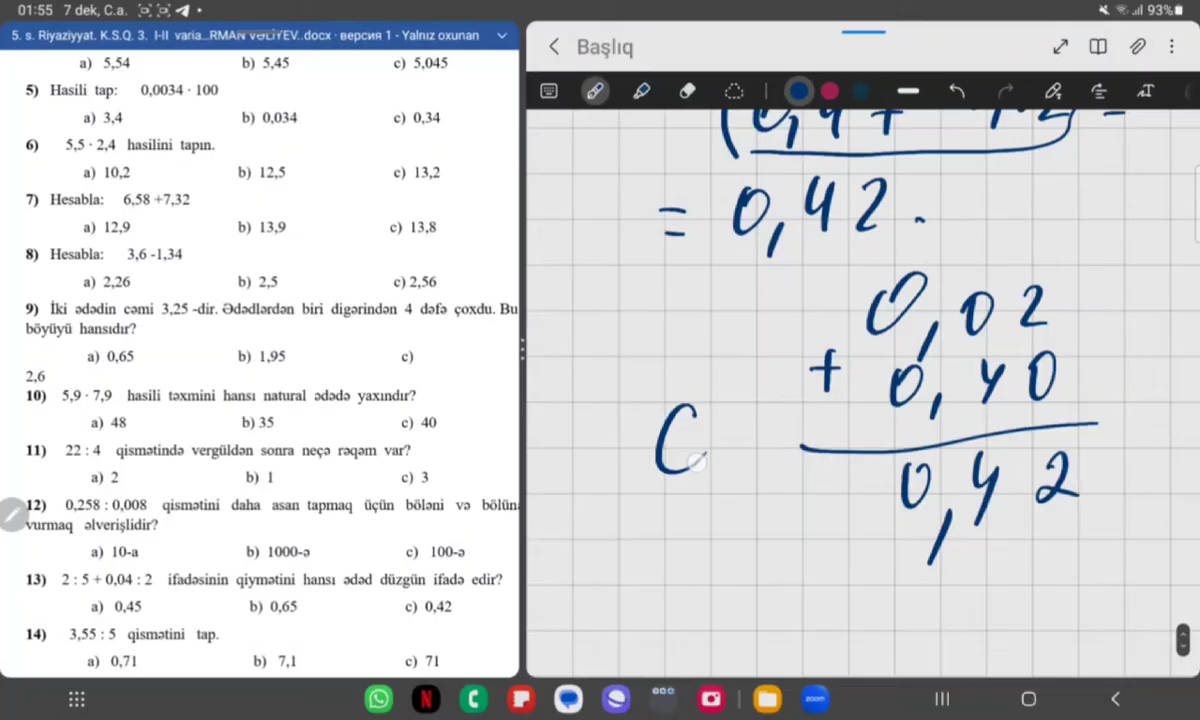 01:55 7 dek, C.a. 93%
5. s. Riyaziyyat. K.S.Q. 3. I-II varia...RMAN VƏLİYEV..docx · версия 1 - Yalnız oxunan
a) 5,54 b) 5,45 c) 5,045
5) Hasili tap: 0,0034 · 100
a) 3,4 b) 0,034 c) 0,34
6) 5,5 · 2,4 hasilini tapın.
a) 10,2 b) 12,5 c) 13,2
7) Hesabla: 6,58 +7,32
a) 12,9 b) 13,9 c) 13,8
8) Hesabla: 3,6 -1,34
a) 2,26 b) 2,5 c) 2,56
9) İki ədədin cəmi 3,25 -dir. Ədədlərdən biri digərindən 4 dəfə çoxdu. Bu
böyüyü hansıdır?
a) 0,65 b) 1,95 c)
2,6
10) 5,9 · 7,9 hasili təxmini hansı natural ədədə yaxındır?
a) 48 b) 35 c) 40
11) 22 : 4 qismətində vergüldən sonra neçə rəqəm var?
a) 2 b) 1 c) 3
12) 0,258 : 0,008 qismətini daha asan tapmaq üçün böləni və bölün
vurmaq əlverişlidir?
a) 10-a b) 1000-ə c) 100-ə
13) 2 : 5 + 0,04 : 2 ifadəsinin qiymətini hansı ədəd düzgün ifadə edir?
a) 0,45 b) 0,65 c) 0,42
14) 3,55 : 5 qismətini tap.
a) 0,71 b) 7,1 c) 71
Başlıq
= 0,42.
0,02
+ 0,40
C
0,42
zoom